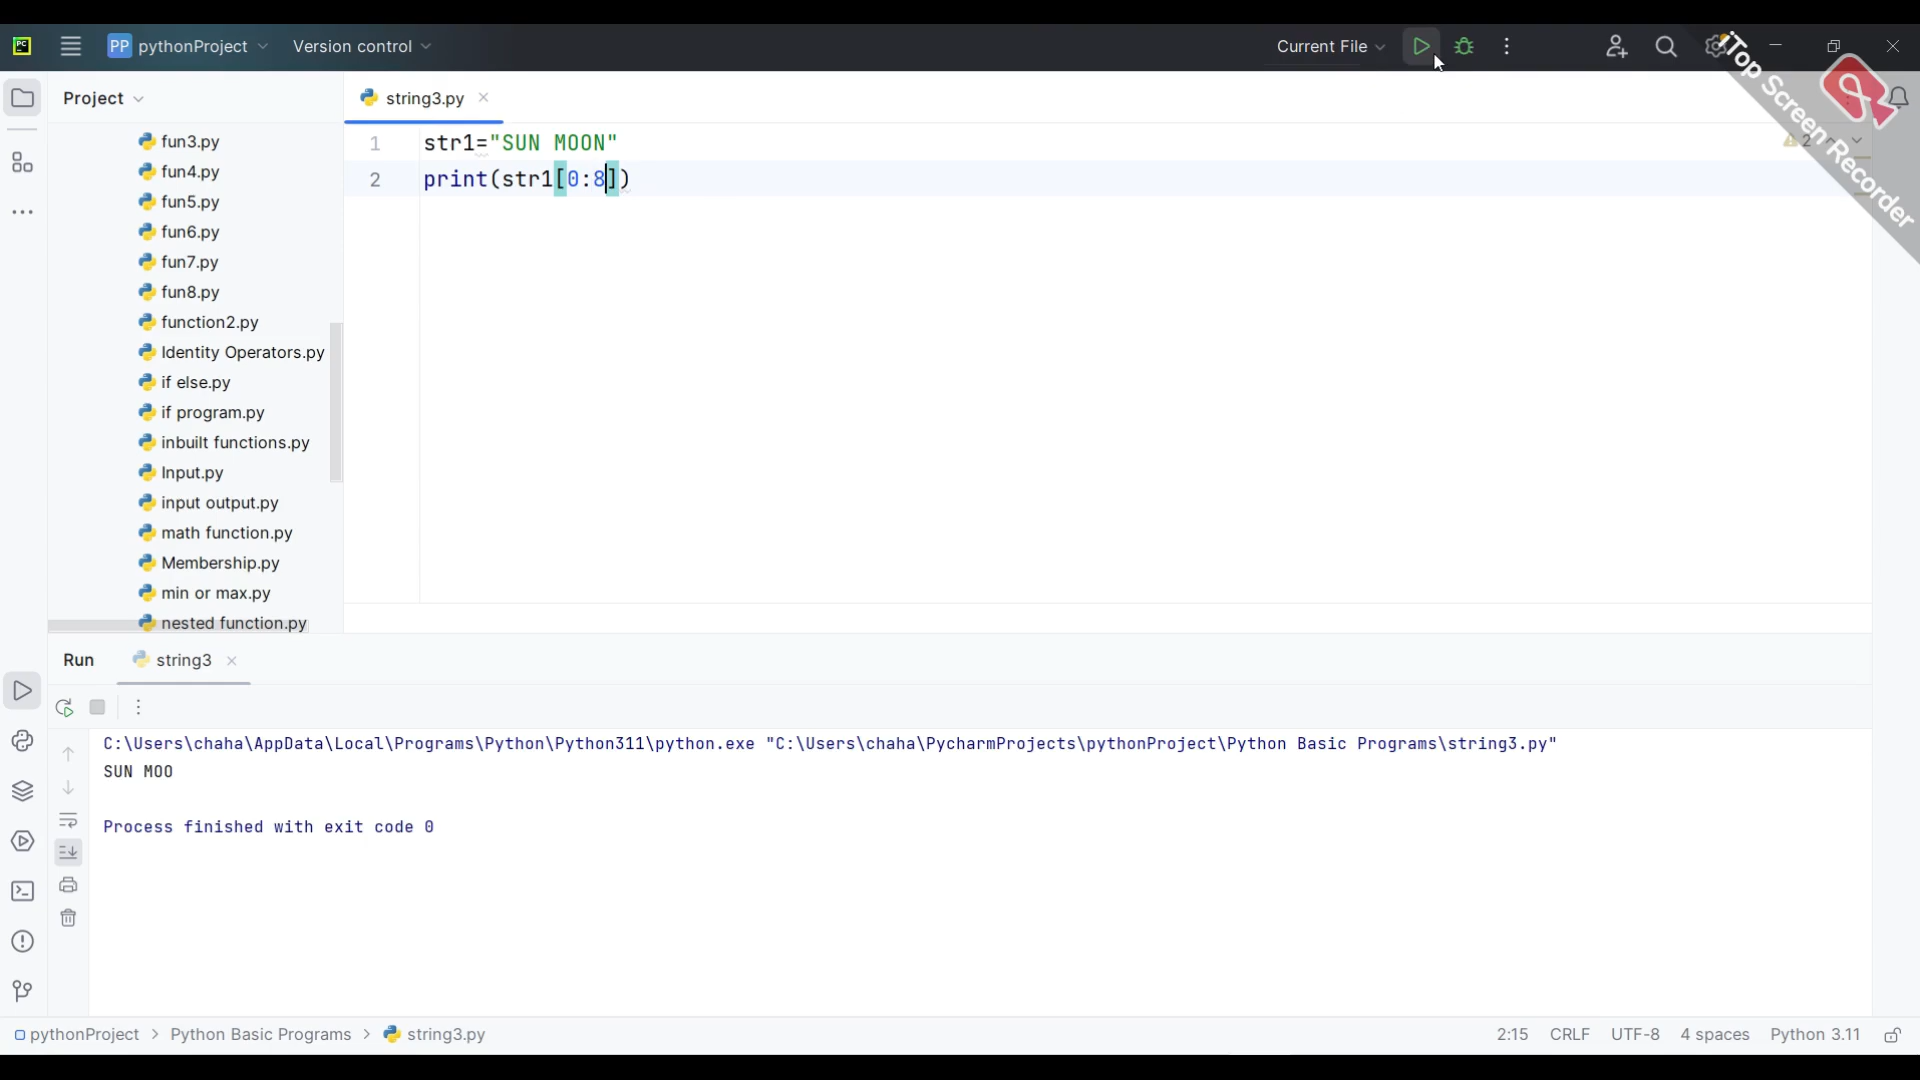 PC
PP pythonProject
Version control
Current File
iTop Screen Recorder
Project
string3.py
fun3.py
fun4.py
fun5.py
fun6.py
fun7.py
fun8.py
function2.py
Identity Operators.py
if else.py
if program.py
inbuilt functions.py
Input.py
input output.py
math function.py
Membership.py
min or max.py
nested function.py
1 str1="SUN MOON"
2 print(str1[0:8])
2
Run
string3
C:\Users\chaha\AppData\Local\Programs\Python\Python311\python.exe "C:\Users\chaha\PycharmProjects\pythonProject\Python Basic Programs\string3.py"
SUN MOO
Process finished with exit code 0
pythonProject > Python Basic Programs > string3.py
2:15 CRLF UTF-8 4 spaces Python 3.11